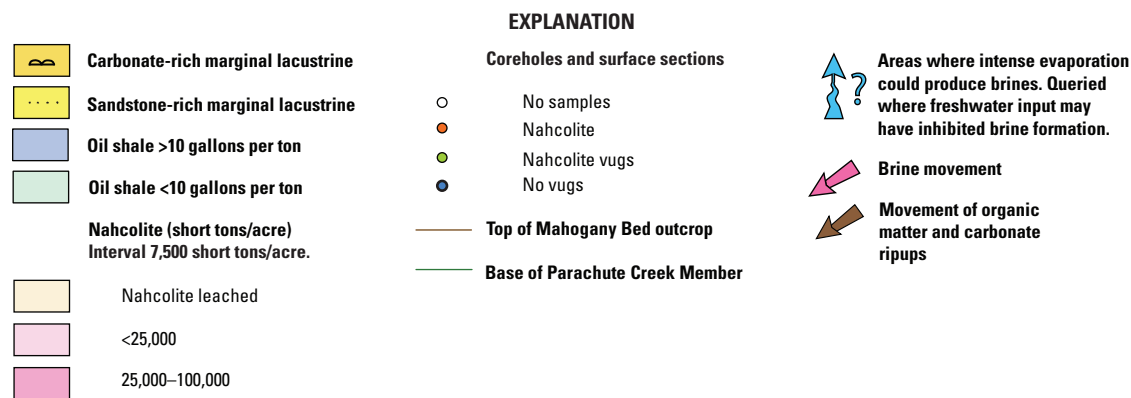 EXPLANATION
Carbonate-rich marginal lacustrine
Sandstone-rich marginal lacustrine
Oil shale >10 gallons per ton
Oil shale <10 gallons per ton
Nahcolite (short tons/acre)
Interval 7,500 short tons/acre.
Nahcolite leached
<25,000
25,000–100,000
Coreholes and surface sections
No samples
Nahcolite
Nahcolite vugs
No vugs
Top of Mahogany Bed outcrop
Base of Parachute Creek Member
?
Areas where intense evaporation
could produce brines. Queried
where freshwater input may
have inhibited brine formation.
Brine movement
Movement of organic
matter and carbonate
ripups